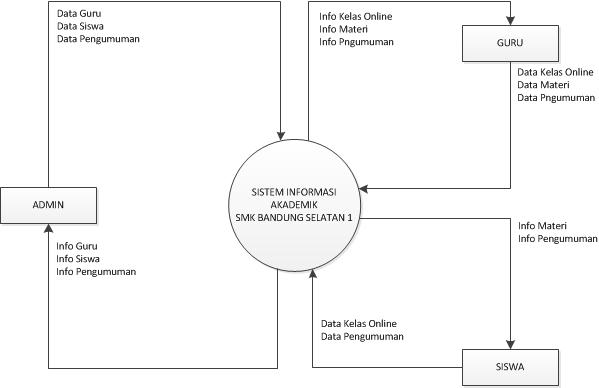 Data Guru
Data Siswa
Data Pengumuman
Info Kelas Online
Info Materi
Info Pngumuman
GURU
Data Kelas Online
Data Materi
Data Pngumuman
SISTEM INFORMASI
AKADEMIK
SMK BANDUNG SELATAN 1
ADMIN
Info Guru
Info Siswa
Info Pengumuman
Info Materi
Info Pengumuman
Data Kelas Online
Data Pengumuman
SISWA